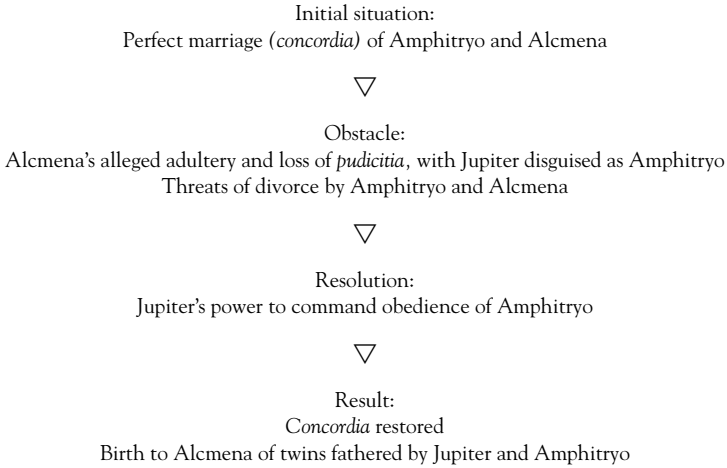 Initial situation:
Perfect marriage (concordia) of Amphitryo and Alcmena
Obstacle:
Alcmena's alleged adultery and loss of pudicitia, with Jupiter disguised as Amphitryo
Threats of divorce by Amphitryo and Alcmena
Resolution:
Jupiter's power to command obedience of Amphitryo
Result:
Concordia restored
Birth to Alcmena of twins fathered by Jupiter and Amphitryo